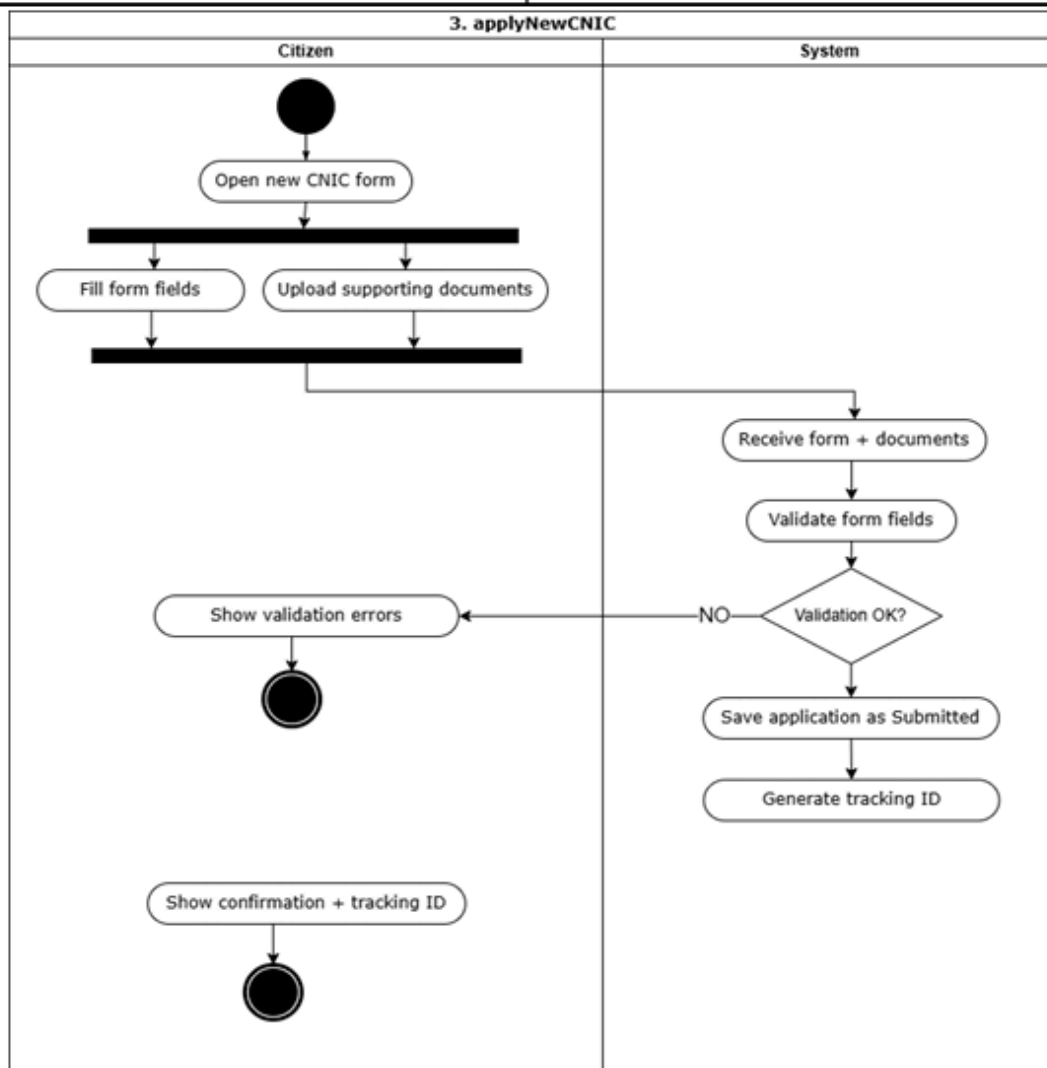 3. applyNewCNIC
Citizen
System
Open new CNIC form
Fill form fields
Upload supporting documents
Receive form + documents
Validate form fields
Validation OK?
NO
Show validation errors
Save application as Submitted
Generate tracking ID
Show confirmation + tracking ID